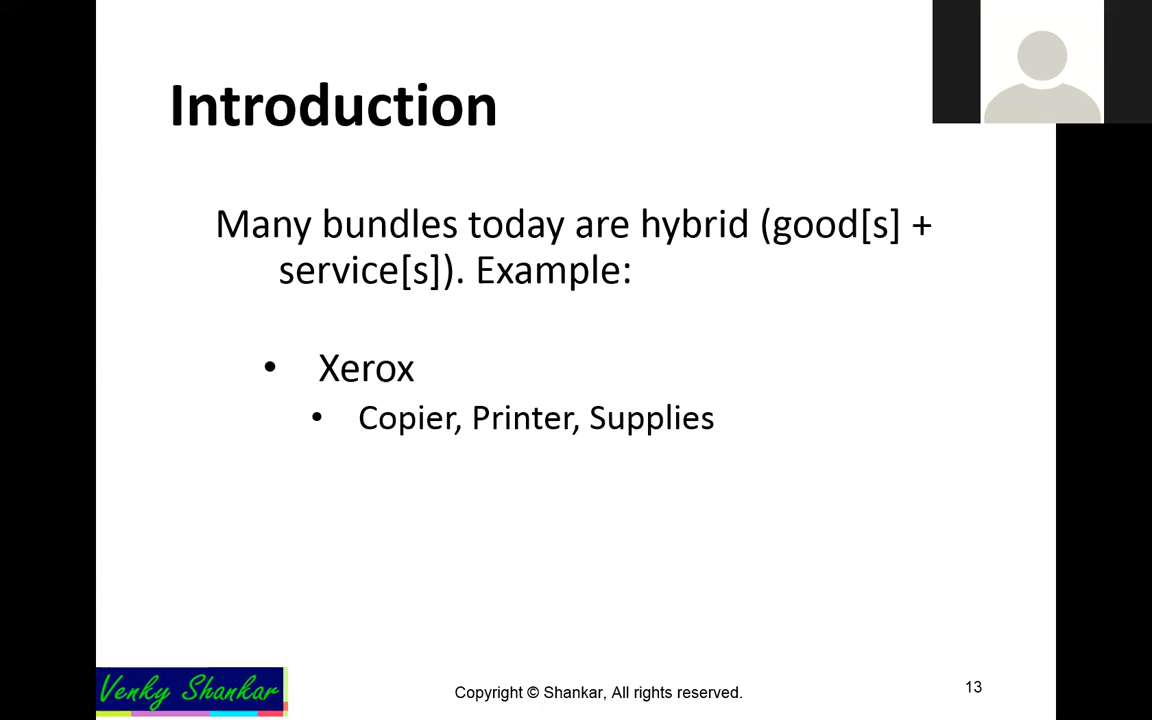 Introduction
Many bundles today are hybrid (good[s] +
service[s]). Example:
• Xerox
• Copier, Printer, Supplies
Venky Shankar
Copyright © Shankar, All rights reserved.
13